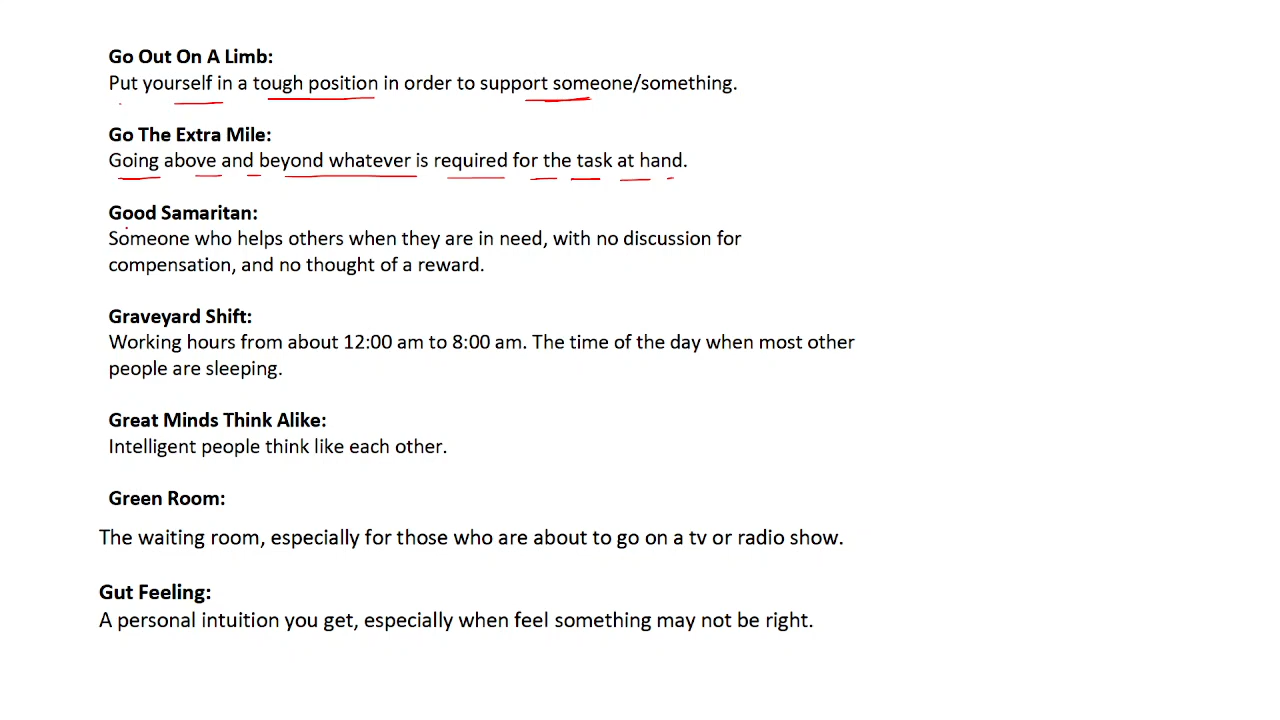 Go Out On A Limb:
Put yourself in a tough position in order to support someone/something.
Go The Extra Mile:
Going above and beyond whatever is required for the task at hand.
Good Samaritan:
Someone who helps others when they are in need, with no discussion for
compensation, and no thought of a reward.
Graveyard Shift:
Working hours from about 12:00 am to 8:00 am. The time of the day when most other
people are sleeping.
Great Minds Think Alike:
Intelligent people think like each other.
Green Room:
The waiting room, especially for those who are about to go on a tv or radio show.
Gut Feeling:
A personal intuition you get, especially when feel something may not be right.